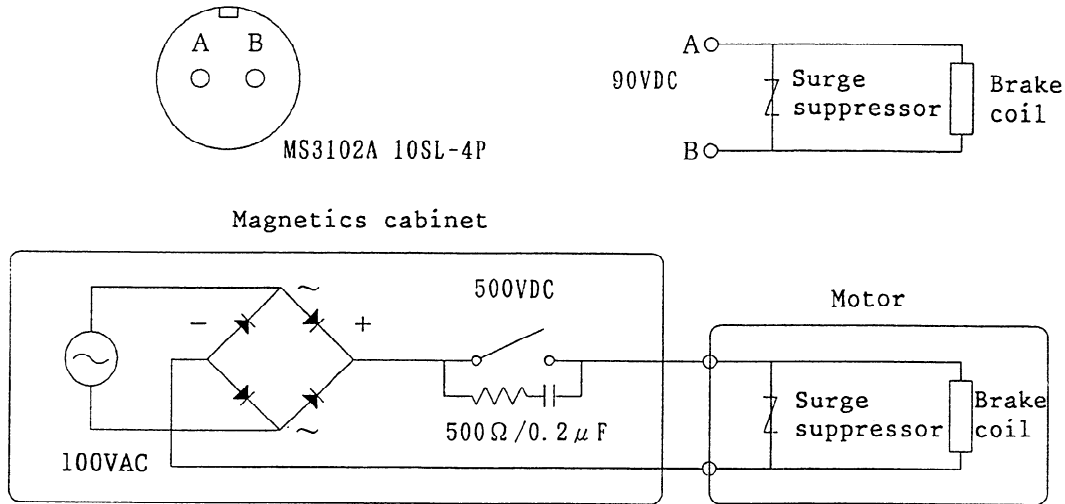 A B
MS3102A 10SL-4P
A
90VDC
Surge
suppressor
Brake
coil
B
Magnetics cabinet
~
- +
500VDC
500Ω/0.2μF
~
100VAC
Motor
Surge
suppressor
Brake
coil